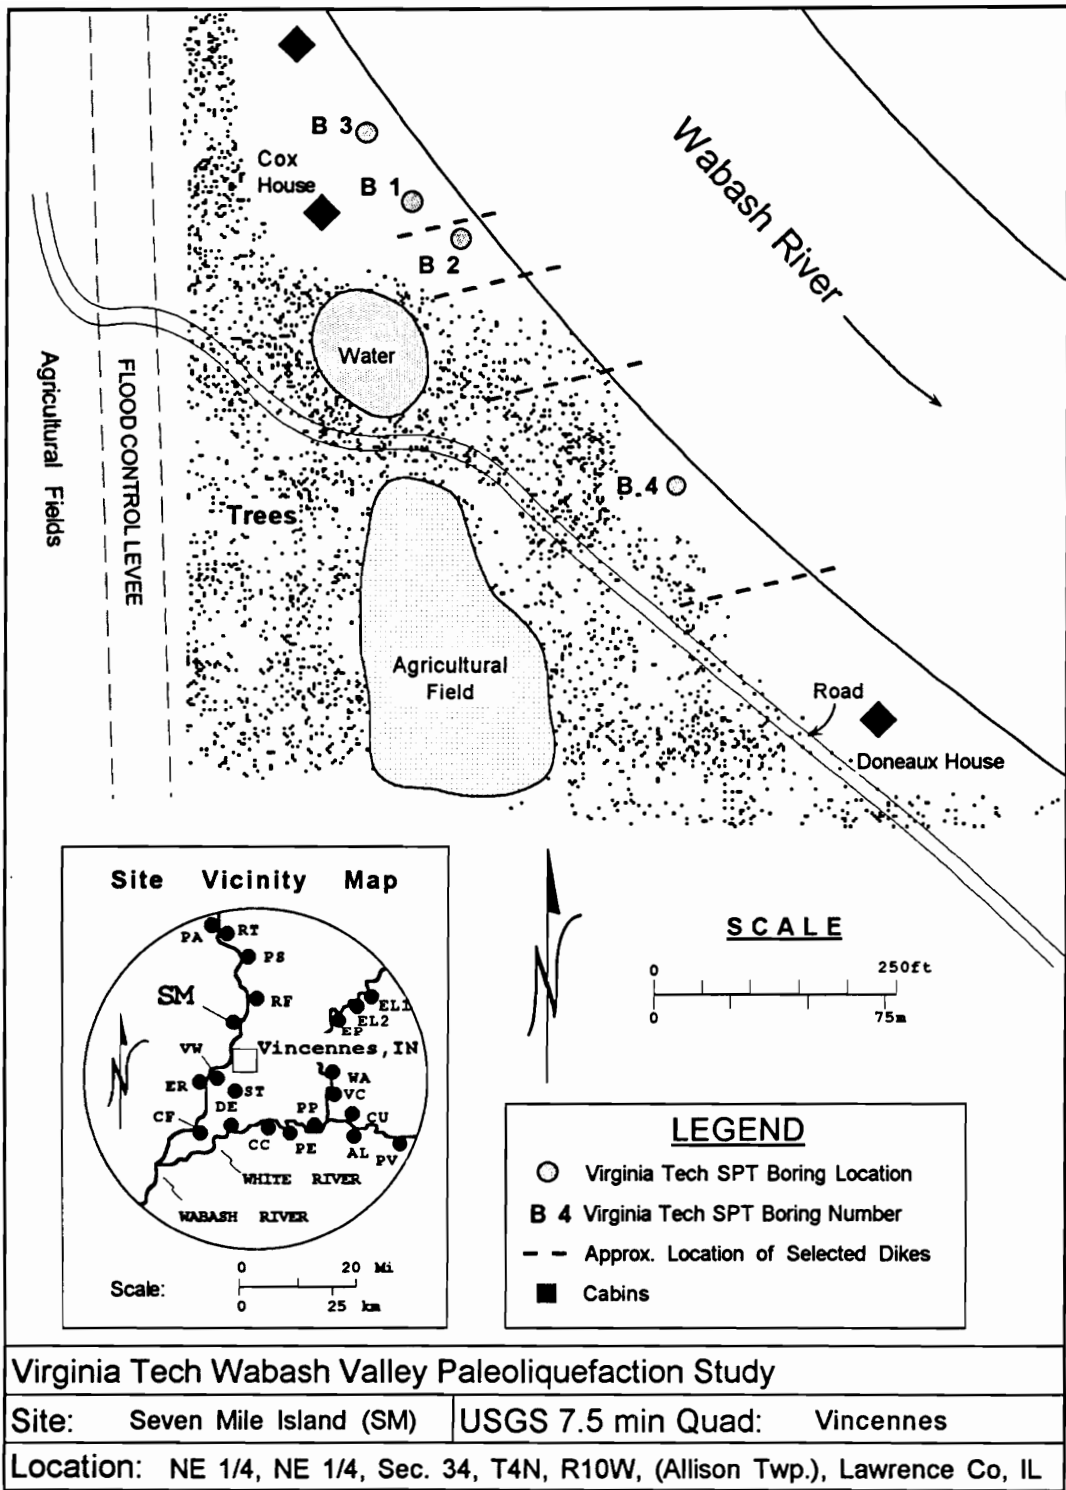 Wabash River
B 3
Cox
House
B 1
B 2
Water
Agricultural Fields
FLOOD CONTROL LEVEE
B 4
Trees
Agricultural
Field
Road
Doneaux House
Site Vicinity Map
PA
RT
PS
SM
RF
EL1
EL2
EP
Vincennes, IN
VW
ER
ST
WA
VC
DE
PP
CU
CF
CC
PE
AL
PV
WHITE RIVER
WABASH RIVER
Scale:
0 20 Mi
0 25 km
N
N
SCALE
0 250ft
0 75m
LEGEND
Virginia Tech SPT Boring Location
B 4 Virginia Tech SPT Boring Number
Approx. Location of Selected Dikes
Cabins
Virginia Tech Wabash Valley Paleoliquefaction Study
Site: Seven Mile Island (SM)
USGS 7.5 min Quad: Vincennes
Location: NE 1/4, NE 1/4, Sec. 34, T4N, R10W, (Allison Twp.), Lawrence Co, IL